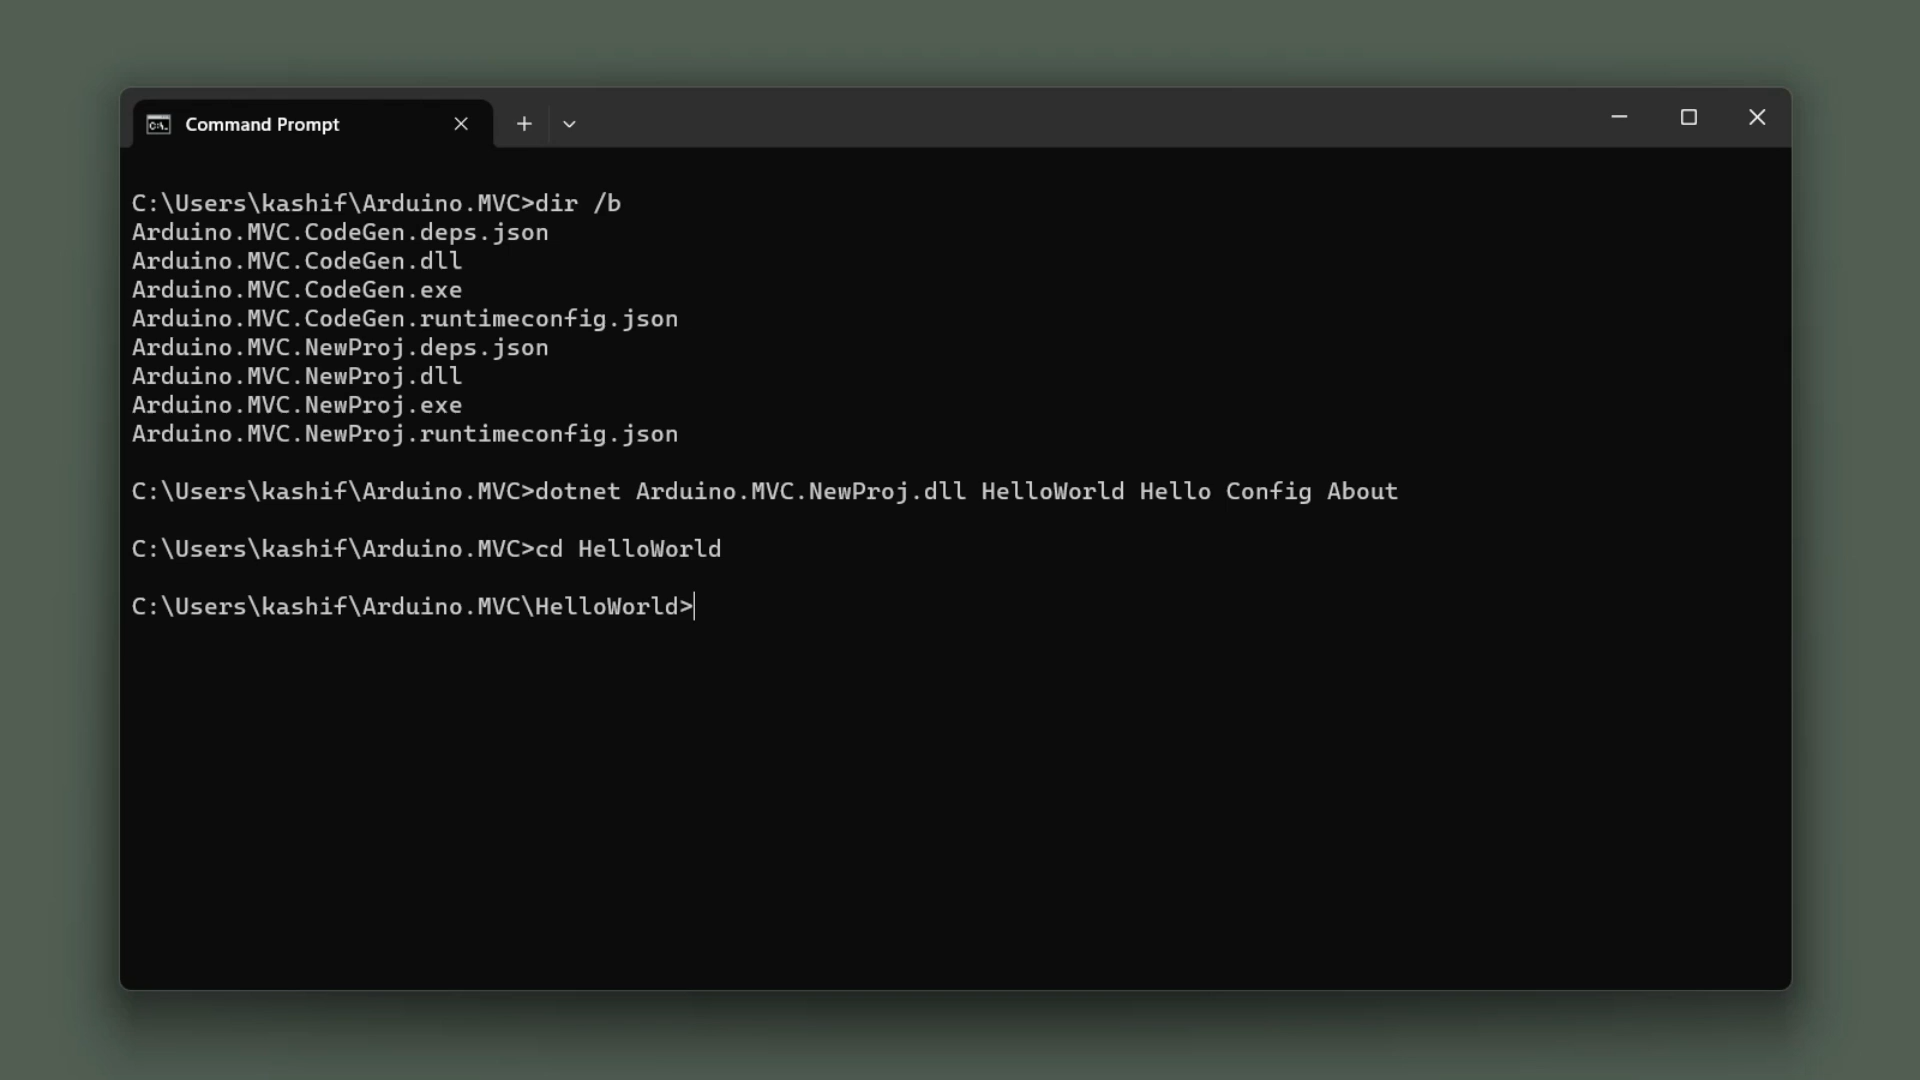 Command Prompt
C:\Users\kashif\Arduino.MVC>dir /b
Arduino.MVC.CodeGen.deps.json
Arduino.MVC.CodeGen.dll
Arduino.MVC.CodeGen.exe
Arduino.MVC.CodeGen.runtimeconfig.json
Arduino.MVC.NewProj.deps.json
Arduino.MVC.NewProj.dll
Arduino.MVC.NewProj.exe
Arduino.MVC.NewProj.runtimeconfig.json
C:\Users\kashif\Arduino.MVC>dotnet Arduino.MVC.NewProj.dll HelloWorld Hello Config About
C:\Users\kashif\Arduino.MVC>cd HelloWorld
C:\Users\kashif\Arduino.MVC\HelloWorld>